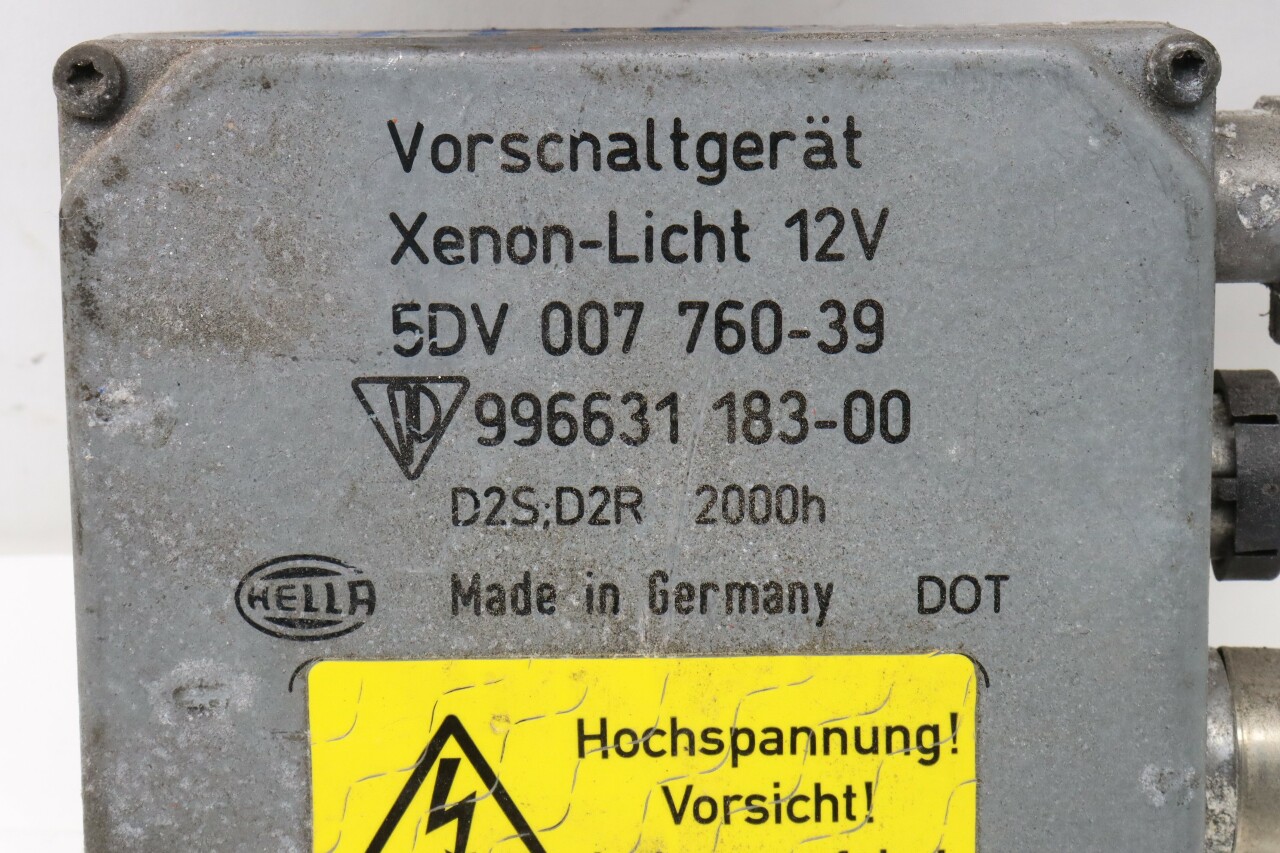 Vorschaltgerät
Xenon-Licht 12V
5DV 007 760-39
996631 183-00
D2S;D2R 2000h
HELLA Made in Germany DOT
Hochspannung!
Vorsicht!